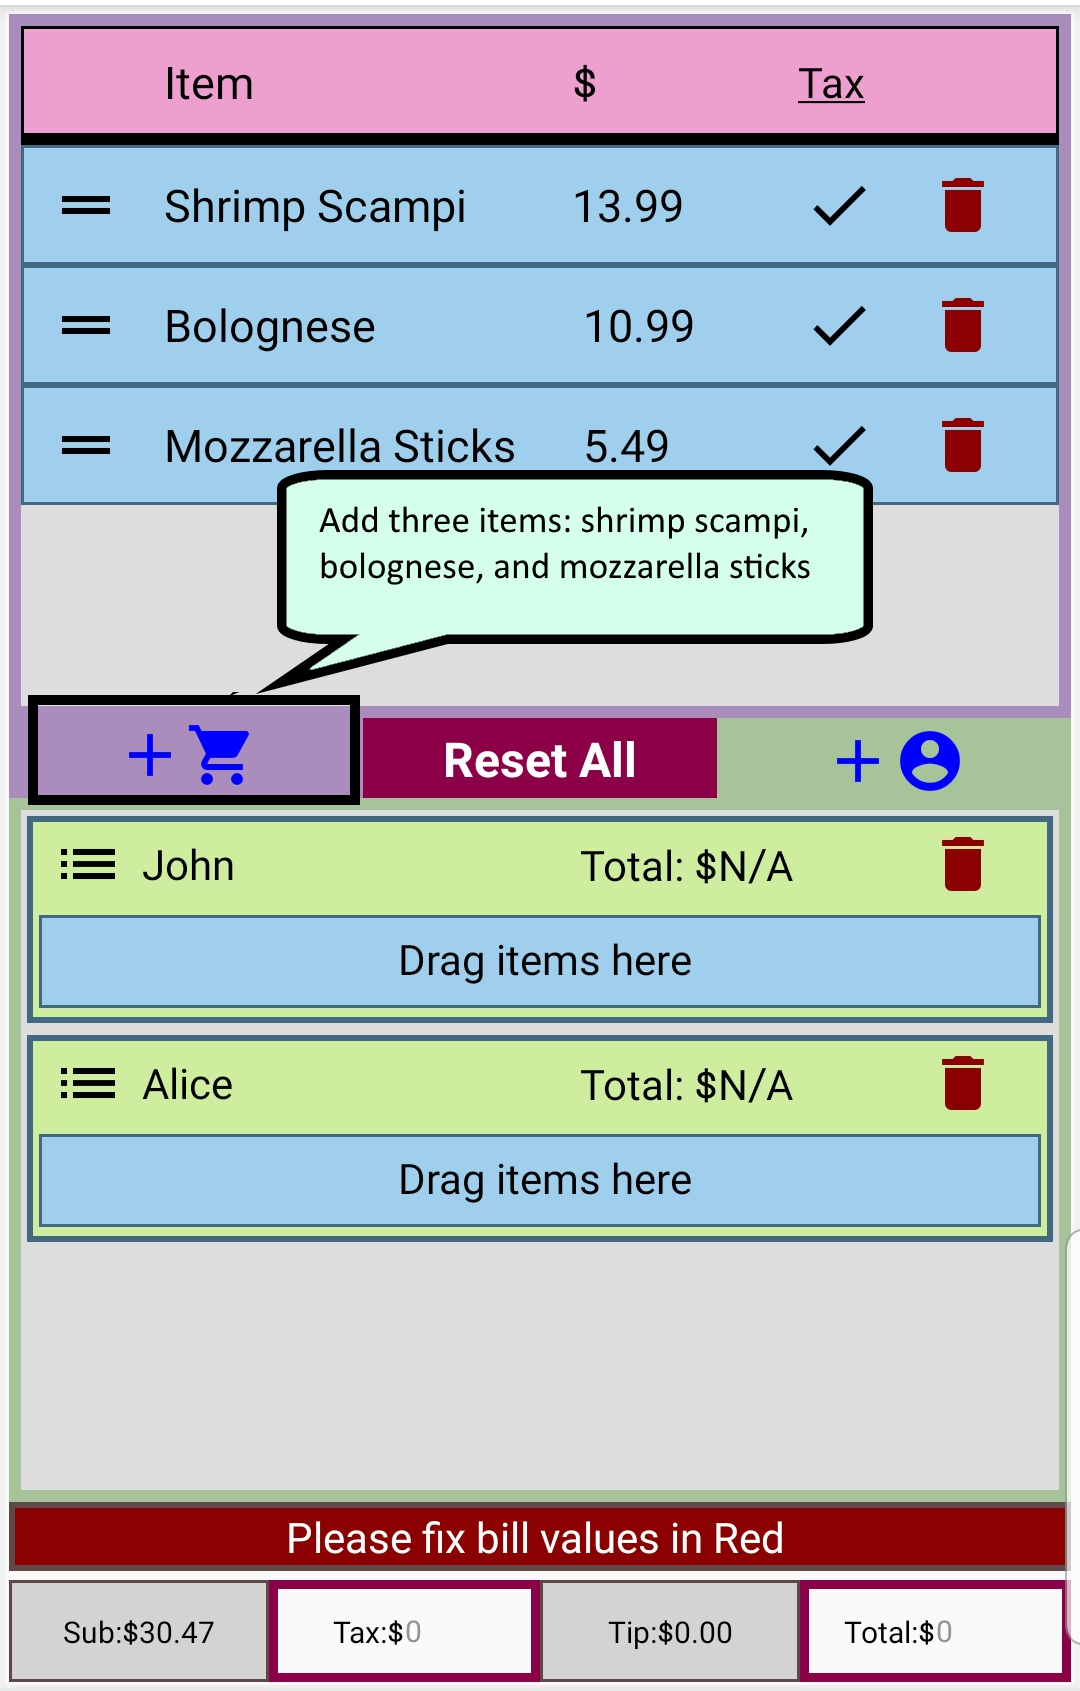 Item $ Tax
Shrimp Scampi 13.99
Bolognese 10.99
Mozzarella Sticks 5.49
Add three items: shrimp scampi,
bolognese, and mozzarella sticks
+ Reset All +
John Total: $N/A
Drag items here
Alice Total: $N/A
Drag items here
Please fix bill values in Red
Sub:$30.47 Tax:$0 Tip:$0.00 Total:$0